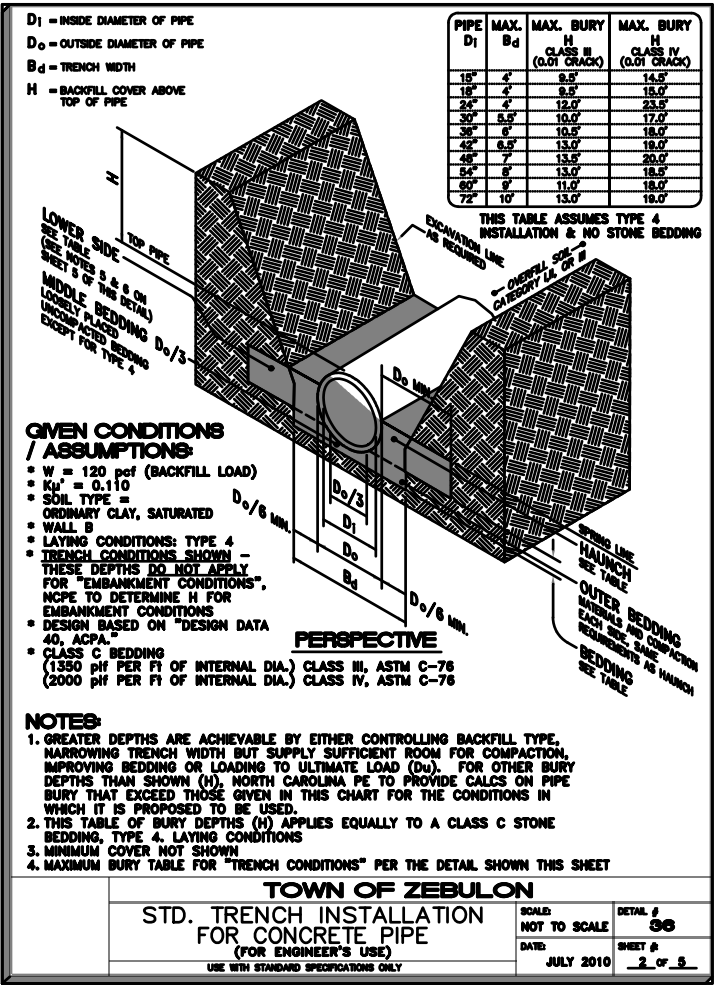 Di = INSIDE DIAMETER OF PIPE
Do = OUTSIDE DIAMETER OF PIPE
Bd = TRENCH WIDTH
H = BACKFILL COVER ABOVE
TOP OF PIPE
PIPE Di MAX. Bd MAX. BURY H CLASS III (0.01 CRACK) MAX. BURY H CLASS IV (0.01 CRACK)
15" 4' 9.5' 14.5'
18" 4' 9.5' 15.0'
24" 4' 12.0' 23.5'
30" 5.5' 10.0' 17.0'
36" 6' 10.5' 18.0'
42" 6.5' 13.0' 19.0'
48" 7' 13.5' 20.0'
54" 8' 13.0' 18.5'
60" 9' 11.0' 18.0'
72" 10' 13.0' 19.0'
THIS TABLE ASSUMES TYPE 4
INSTALLATION & NO STONE BEDDING
H
TOP PIPE
EXCAVATION LINE
AS REQUIRED
OVERFILL SOIL
CATEGORY I,II, OR III
LOWER SIDE
SEE TABLE
(SEE NOTES 5 & 6 ON
SHEET 5 OF THIS DETAIL)
MIDDLE BEDDING
LOOSELY PLACED
UNCOMPACTED BEDDING
EXCEPT FOR TYPE 4
Do/3
Do MIN.
Do/3
Di
Do
Bd
Do/6 MIN.
Do/6 MIN.
SPRING LINE
HAUNCH
SEE TABLE
OUTER BEDDING
MATERIALS AND COMPACTION
EACH SIDE, SAME
REQUIREMENTS AS HAUNCH
BEDDING
SEE TABLE
GIVEN CONDITIONS
/ ASSUMPTIONS:
* W = 120 pcf (BACKFILL LOAD)
* Kμ' = 0.110
* SOIL TYPE =
ORDINARY CLAY, SATURATED
* WALL B
* LAYING CONDITIONS: TYPE 4
* TRENCH CONDITIONS SHOWN –
THESE DEPTHS DO NOT APPLY
FOR "EMBANKMENT CONDITIONS",
NCPE TO DETERMINE H FOR
EMBANKMENT CONDITIONS
* DESIGN BASED ON "DESIGN DATA
40, ACPA."
* CLASS C BEDDING
(1350 plf PER Ft OF INTERNAL DIA.) CLASS III, ASTM C-76
(2000 plf PER Ft OF INTERNAL DIA.) CLASS IV, ASTM C-76
PERSPECTIVE
NOTES:
1. GREATER DEPTHS ARE ACHIEVABLE BY EITHER CONTROLLING BACKFILL TYPE,
NARROWING TRENCH WIDTH BUT SUPPLY SUFFICIENT ROOM FOR COMPACTION,
IMPROVING BEDDING OR LOADING TO ULTIMATE LOAD (Du). FOR OTHER BURY
DEPTHS THAN SHOWN (H), NORTH CAROLINA PE TO PROVIDE CALCS ON PIPE
BURY THAT EXCEED THOSE GIVEN IN THIS CHART FOR THE CONDITIONS IN
WHICH IT IS PROPOSED TO BE USED.
2. THIS TABLE OF BURY DEPTHS (H) APPLIES EQUALLY TO A CLASS C STONE
BEDDING, TYPE 4. LAYING CONDITIONS
3. MINIMUM COVER NOT SHOWN
4. MAXIMUM BURY TABLE FOR "TRENCH CONDITIONS" PER THE DETAIL SHOWN THIS SHEET
TOWN OF ZEBULON
STD. TRENCH INSTALLATION
FOR CONCRETE PIPE
(FOR ENGINEER'S USE)
USE WITH STANDARD SPECIFICATIONS ONLY
SCALE:
NOT TO SCALE
DETAIL #
36
DATE:
JULY 2010
SHEET #:
2 OF 5